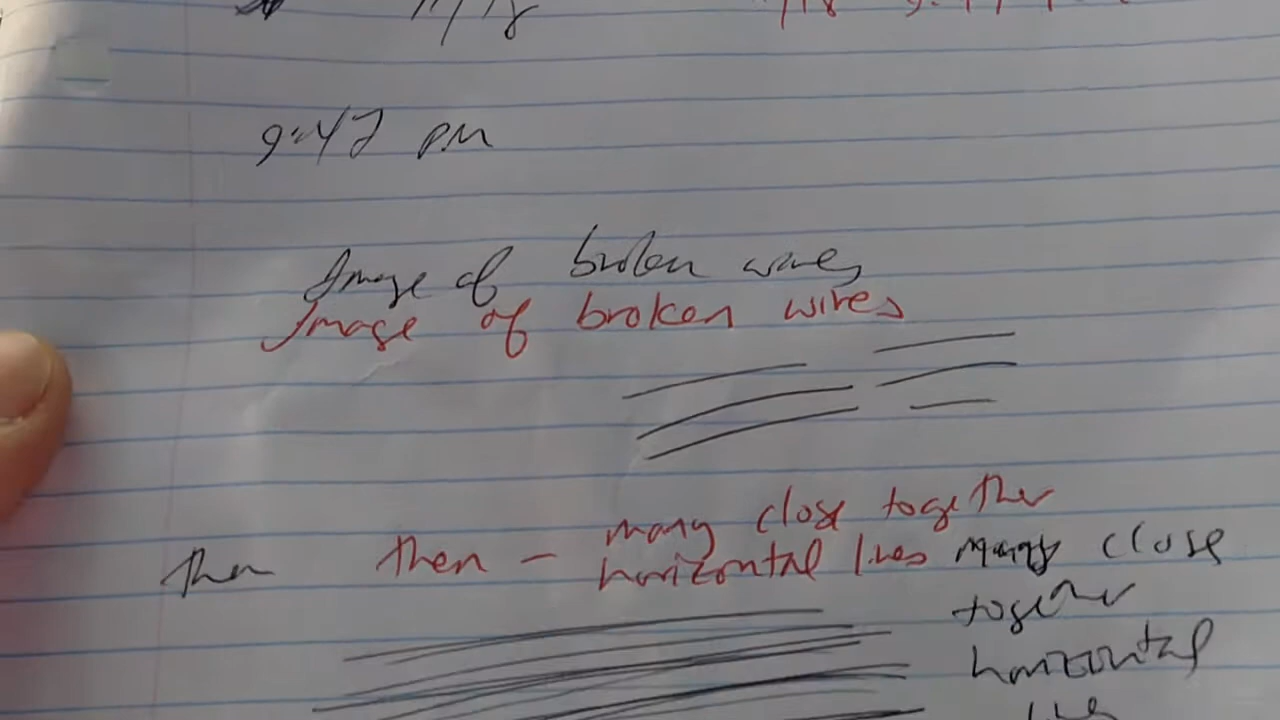 9:47 pm
Image of broken wires
Image of broken wires
many close together
then then - horizontal lines many close
together
horizontal